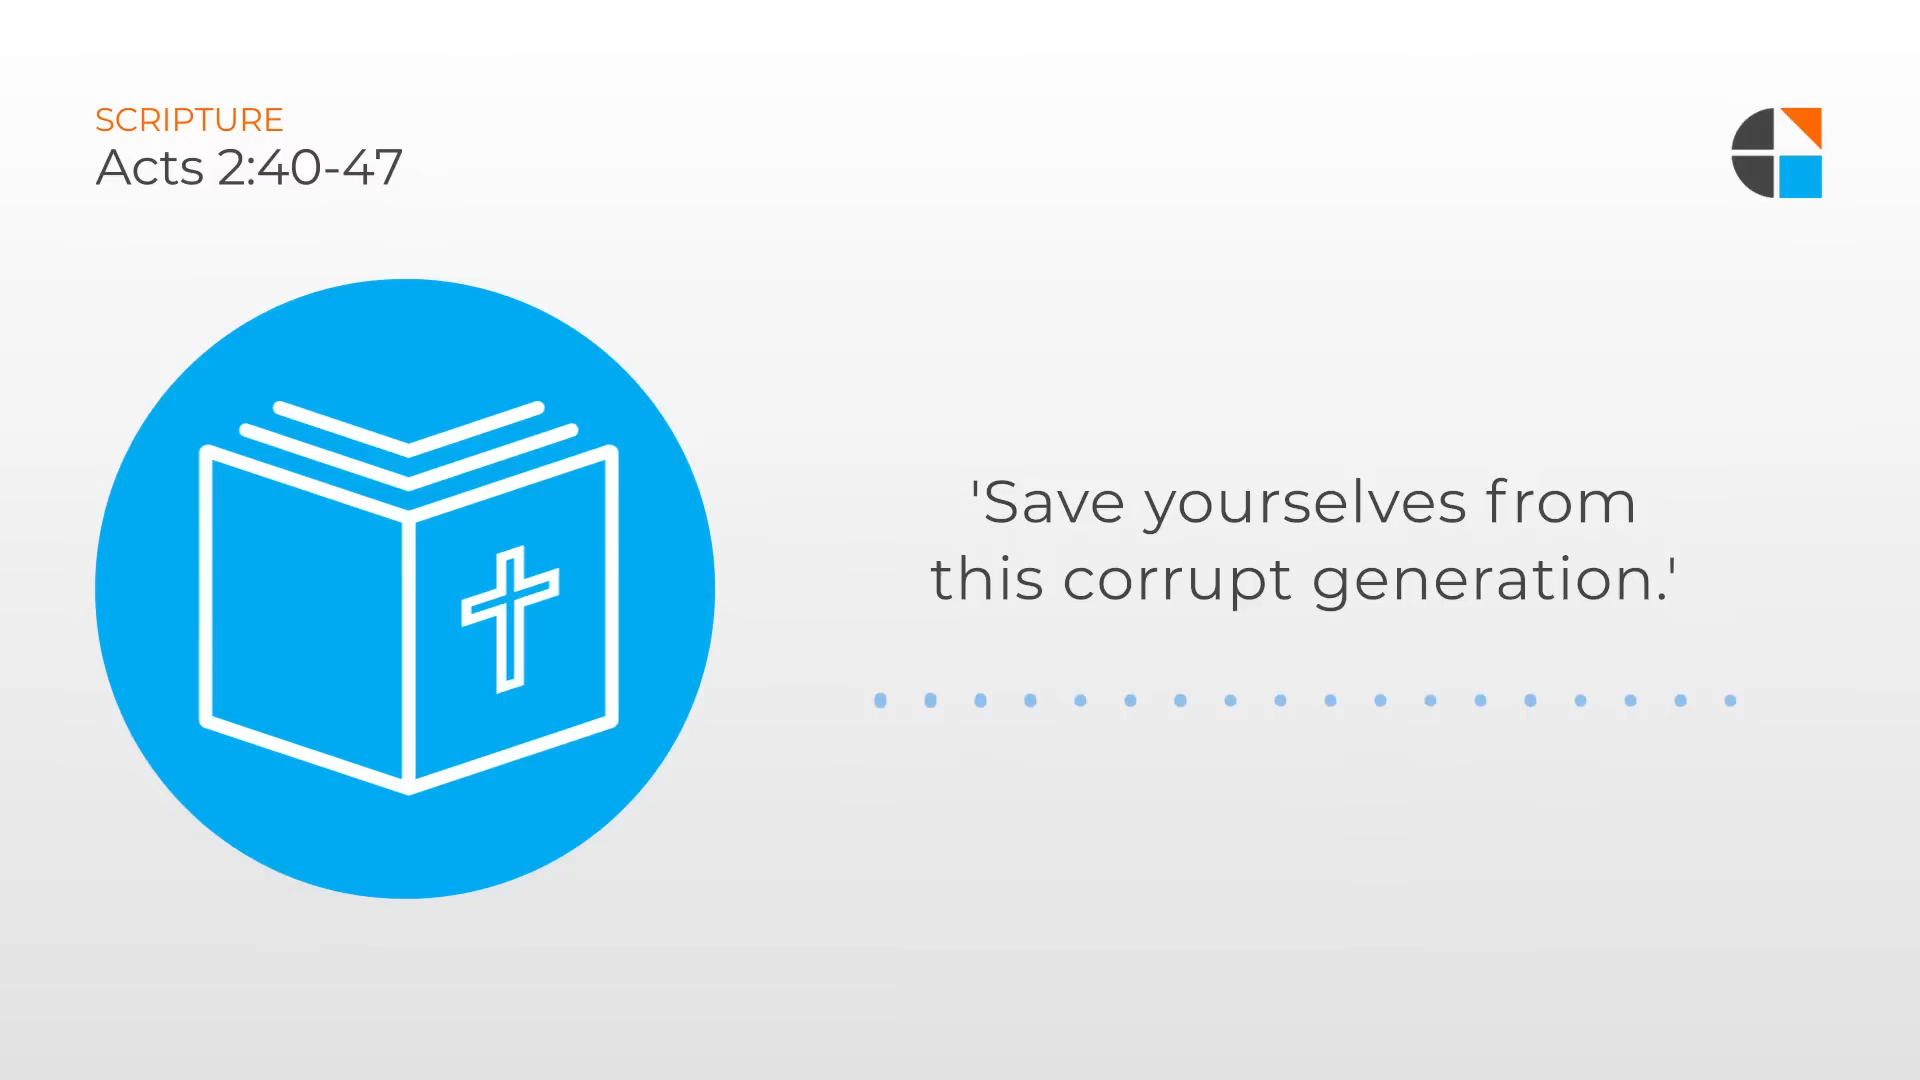 SCRIPTURE
Acts 2:40-47
'Save yourselves from
this corrupt generation.'